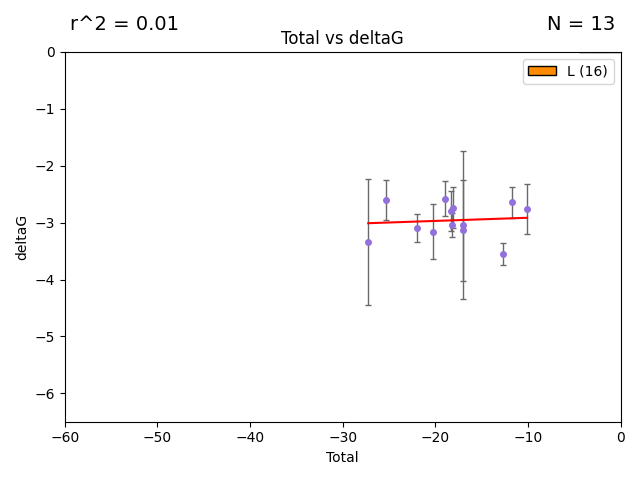 r^2 = 0.01
N = 13
Total vs deltaG
L (16)
0
−1
−2
−3
−4
−5
−6
deltaG
−60
−50
−40
−30
−20
−10
0
Total